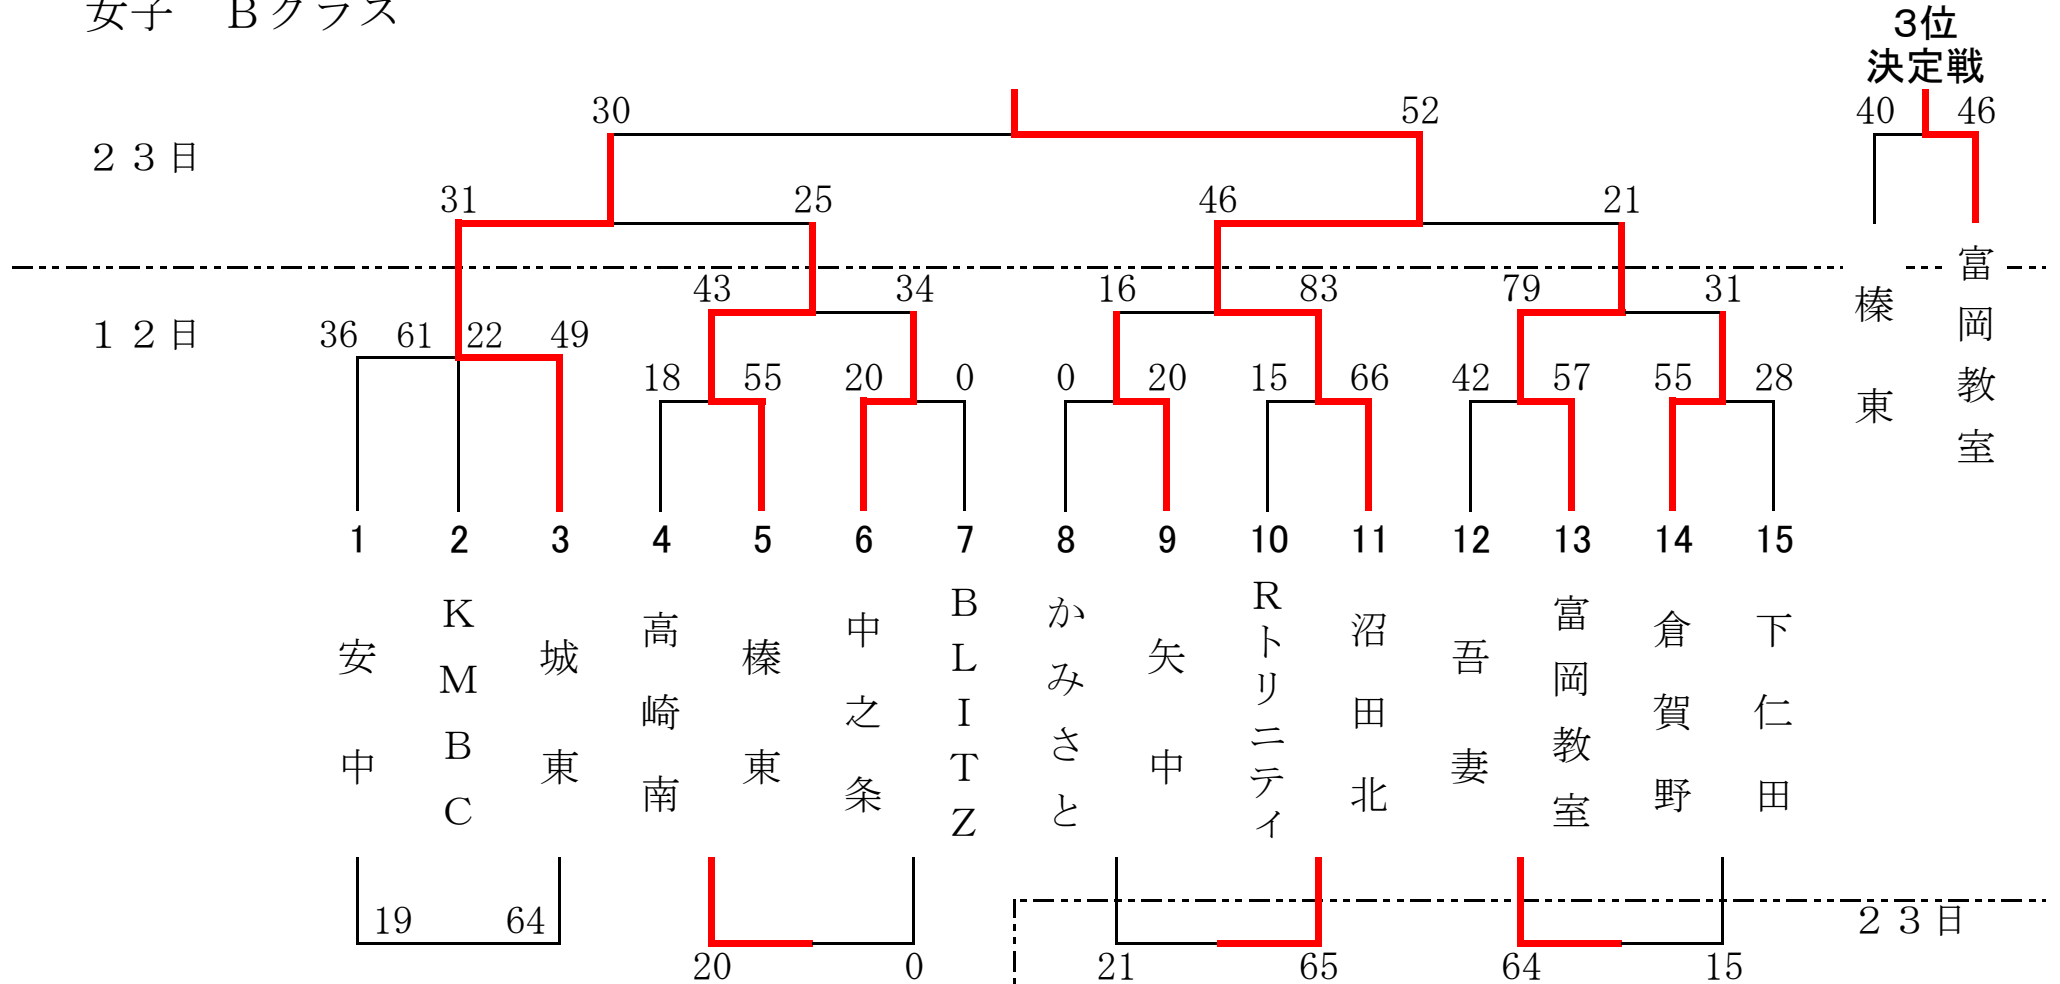 女子　Ｂクラス
3位
決定戦
30
52
40
46
２３日
31
25
46
21
富岡教室
榛東
43
34
16
83
79
31
１２日
36
61
22
49
18
55
20
0
0
20
15
66
42
57
55
28
1
2
3
4
5
6
7
8
9
10
11
12
13
14
15
安中
ＫＭＢＣ
城東
高崎南
榛東
中之条
ＢＬＩＴＺ
かみさと
矢中
Ｒトリニティ
沼田北
吾妻
富岡教室
倉賀野
下仁田
19
64
２３日
20
0
21
65
64
15